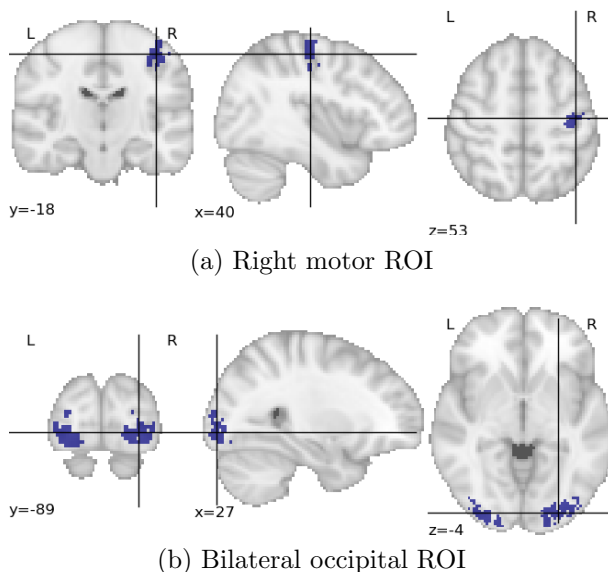 L R L R
y=-18 x=40 z=53
(a) Right motor ROI
L R L R
y=-89 x=27 z=-4
(b) Bilateral occipital ROI